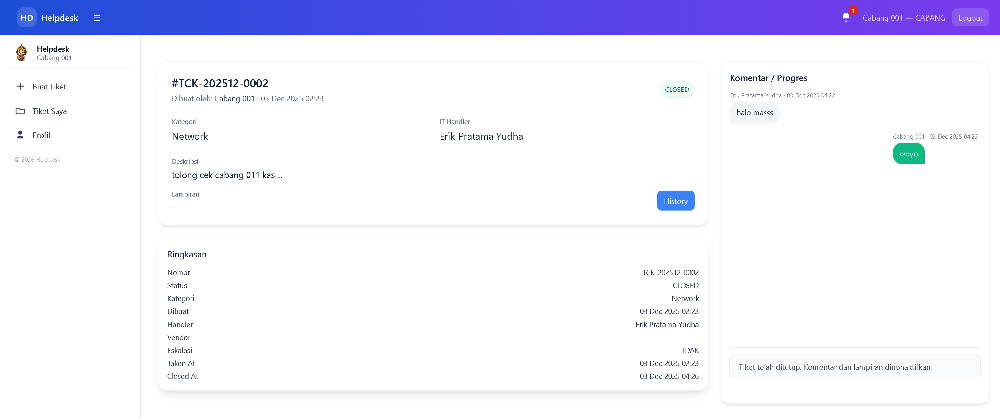 HD Helpdesk ☰
1
Cabang 001 — CABANG
Logout
Helpdesk
Cabang 001
Buat Tiket
Tiket Saya
Profil
© 2026 Helpdesk.
#TCK-202512-0002
CLOSED
Dibuat oleh: Cabang 001 · 03 Dec 2025 02:23
Kategori
Network
IT Handler
Erik Pratama Yudha
Deskripsi
tolong cek cabang 011 kas ...
Lampiran
-
History
Ringkasan
Nomor TCK-202512-0002
Status CLOSED
Kategori Network
Dibuat 03 Dec 2025 02:23
Handler Erik Pratama Yudha
Vendor -
Eskalasi TIDAK
Taken At 03 Dec 2025 02:23
Closed At 03 Dec 2025 04:26
Komentar / Progres
Erik Pratama Yudha · 03 Dec 2025 04:22
halo masss
Cabang 001 · 03 Dec 2025 04:23
woyo
Tiket telah ditutup. Komentar dan lampiran dinonaktifkan.